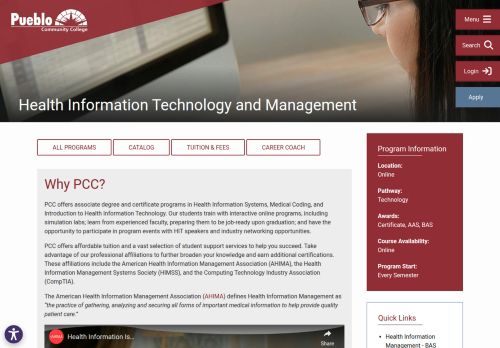 Pueblo
Community College
Menu
Search
Login
Apply
Health Information Technology and Management
ALL PROGRAMS
CATALOG
TUITION & FEES
CAREER COACH
Why PCC?
PCC offers associate degree and certificate programs in Health Information Systems, Medical Coding, and
Introduction to Health Information Technology. Our students train with interactive online programs, including
simulation labs; learn from experienced faculty, preparing them to be job-ready upon graduation; and have the
opportunity to participate in program events with HIT speakers and industry networking opportunities.
PCC offers affordable tuition and a vast selection of student support services to help you succeed. Take
advantage of our professional affiliations to further broaden your knowledge and earn additional certifications.
These affiliations include the American Health Information Management Association (AHIMA), the Health
Information Management Systems Society (HIMSS), and the Computing Technology Industry Association
(CompTIA).
The American Health Information Management Association (AHIMA) defines Health Information Management as
"the practice of gathering, analyzing and securing all forms of important medical information to help provide quality
patient care."
AHIMA
Health Information Is...
Share
Program Information
Location:
Online
Pathway:
Technology
Awards:
Certificate, AAS, BAS
Course Availability:
Online
Program Start:
Every Semester
Quick Links
Health Information
Management - BAS